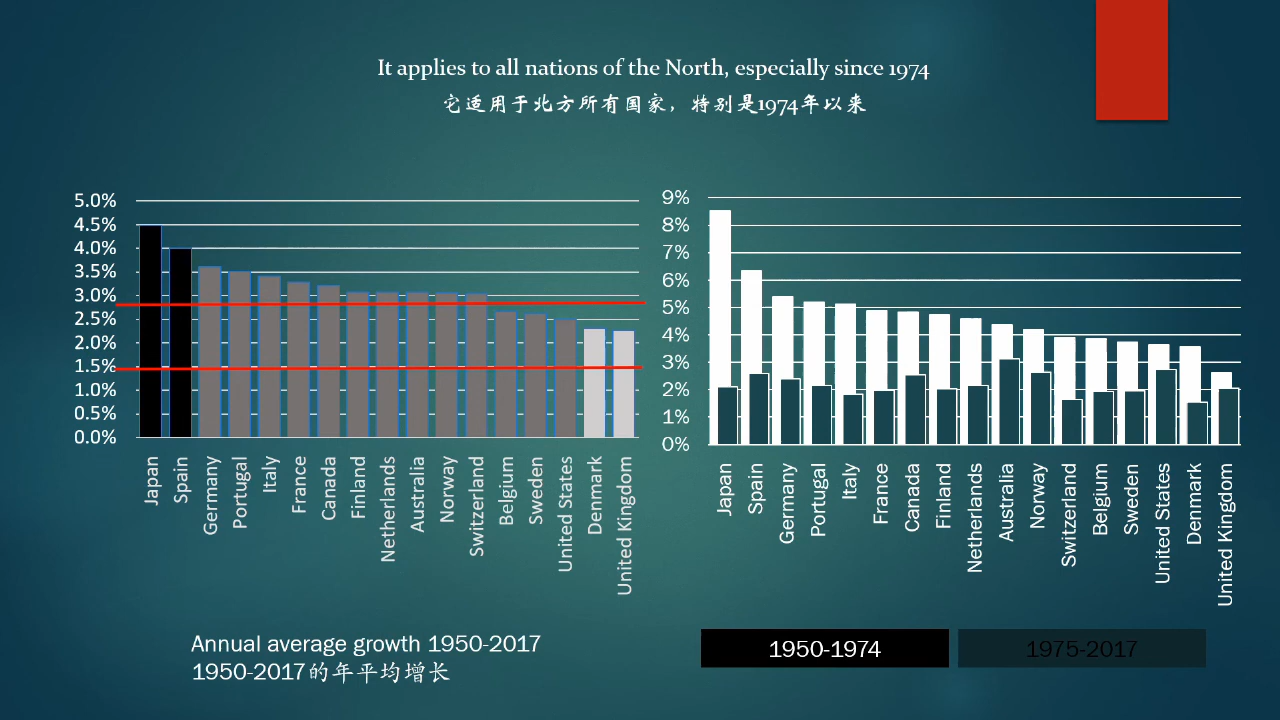 It applies to all nations of the North, especially since 1974
它适用于北方所有国家，特别是1974年以来
5.0%
4.5%
4.0%
3.5%
3.0%
2.5%
2.0%
1.5%
1.0%
0.5%
0.0%
Japan
Spain
Germany
Portugal
Italy
France
Canada
Finland
Netherlands
Australia
Norway
Switzerland
Belgium
Sweden
United States
Denmark
United Kingdom
Annual average growth 1950-2017
1950-2017的年平均增长
9%
8%
7%
6%
5%
4%
3%
2%
1%
0%
Japan
Spain
Germany
Portugal
Italy
France
Canada
Finland
Netherlands
Australia
Norway
Switzerland
Belgium
Sweden
United States
Denmark
United Kingdom
1950-1974
1975-2017